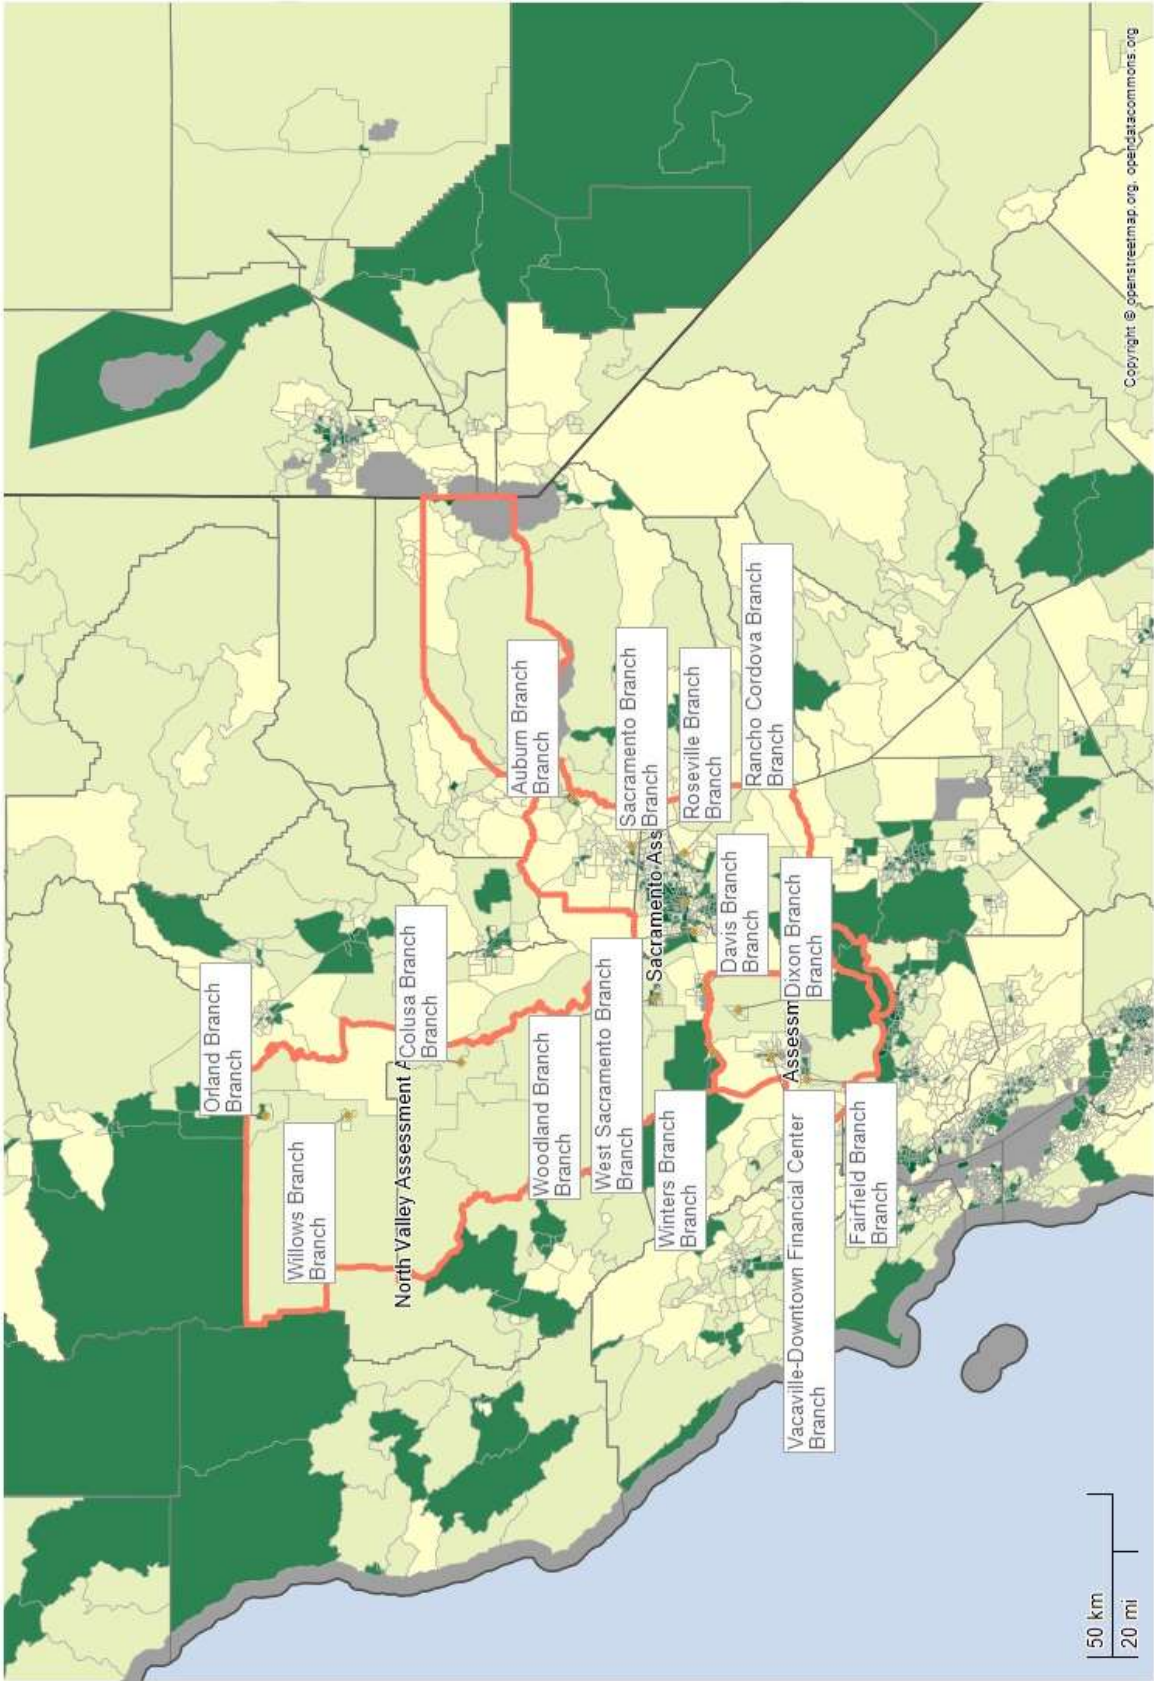 Orland Branch
Branch
Willows Branch
Branch
Colusa Branch
Branch
North Valley Assessment A
Auburn Branch
Branch
Woodland Branch
Branch
West Sacramento Branch
Branch
Sacramento Branch
Branch
Sacramento Ass
Winters Branch
Branch
Roseville Branch
Branch
Davis Branch
Branch
Rancho Cordova Branch
Branch
Dixon Branch
Branch
Assessm
Vacaville-Downtown Financial Center
Branch
Fairfield Branch
Branch
50 km
20 mi
Copyright © openstreetmap.org, opendatacommons.org